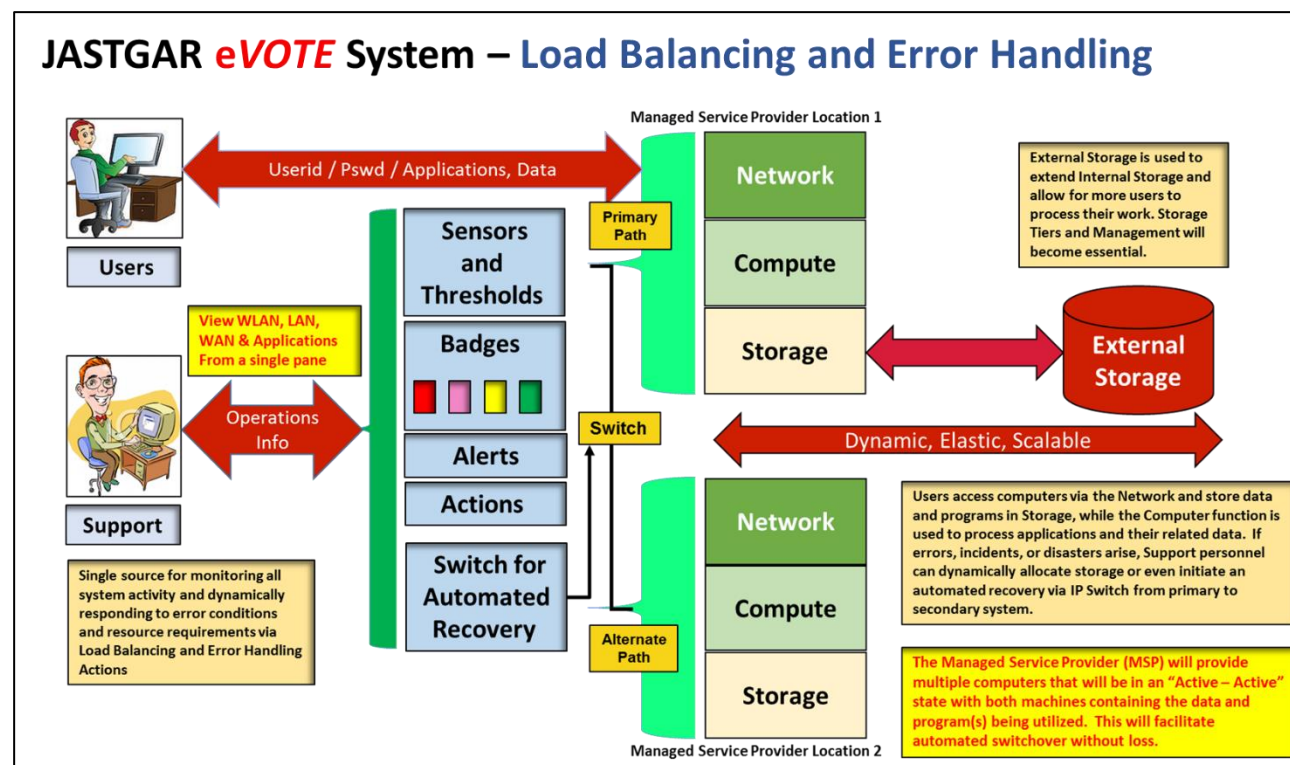 JASTGAR eVOTE System – Load Balancing and Error Handling
Managed Service Provider Location 1
Userid / Pswd / Applications, Data
Users
Primary
Path
Sensors
and
Thresholds
Network
Compute
Storage
External Storage is used to
extend Internal Storage and
allow for more users to
process their work. Storage
Tiers and Management will
become essential.
External
Storage
View WLAN, LAN,
WAN & Applications
From a single pane
Operations
Info
Support
Badges
Alerts
Actions
Switch for
Automated
Recovery
Switch
Dynamic, Elastic, Scalable
Single source for monitoring all
system activity and dynamically
responding to error conditions
and resource requirements via
Load Balancing and Error Handling
Actions
Alternate
Path
Network
Compute
Storage
Managed Service Provider Location 2
Users access computers via the Network and store data
and programs in Storage, while the Computer function is
used to process applications and their related data. If
errors, incidents, or disasters arise, Support personnel
can dynamically allocate storage or even initiate an
automated recovery via IP Switch from primary to
secondary system.
The Managed Service Provider (MSP) will provide
multiple computers that will be in an “Active – Active”
state with both machines containing the data and
program(s) being utilized. This will facilitate
automated switchover without loss.